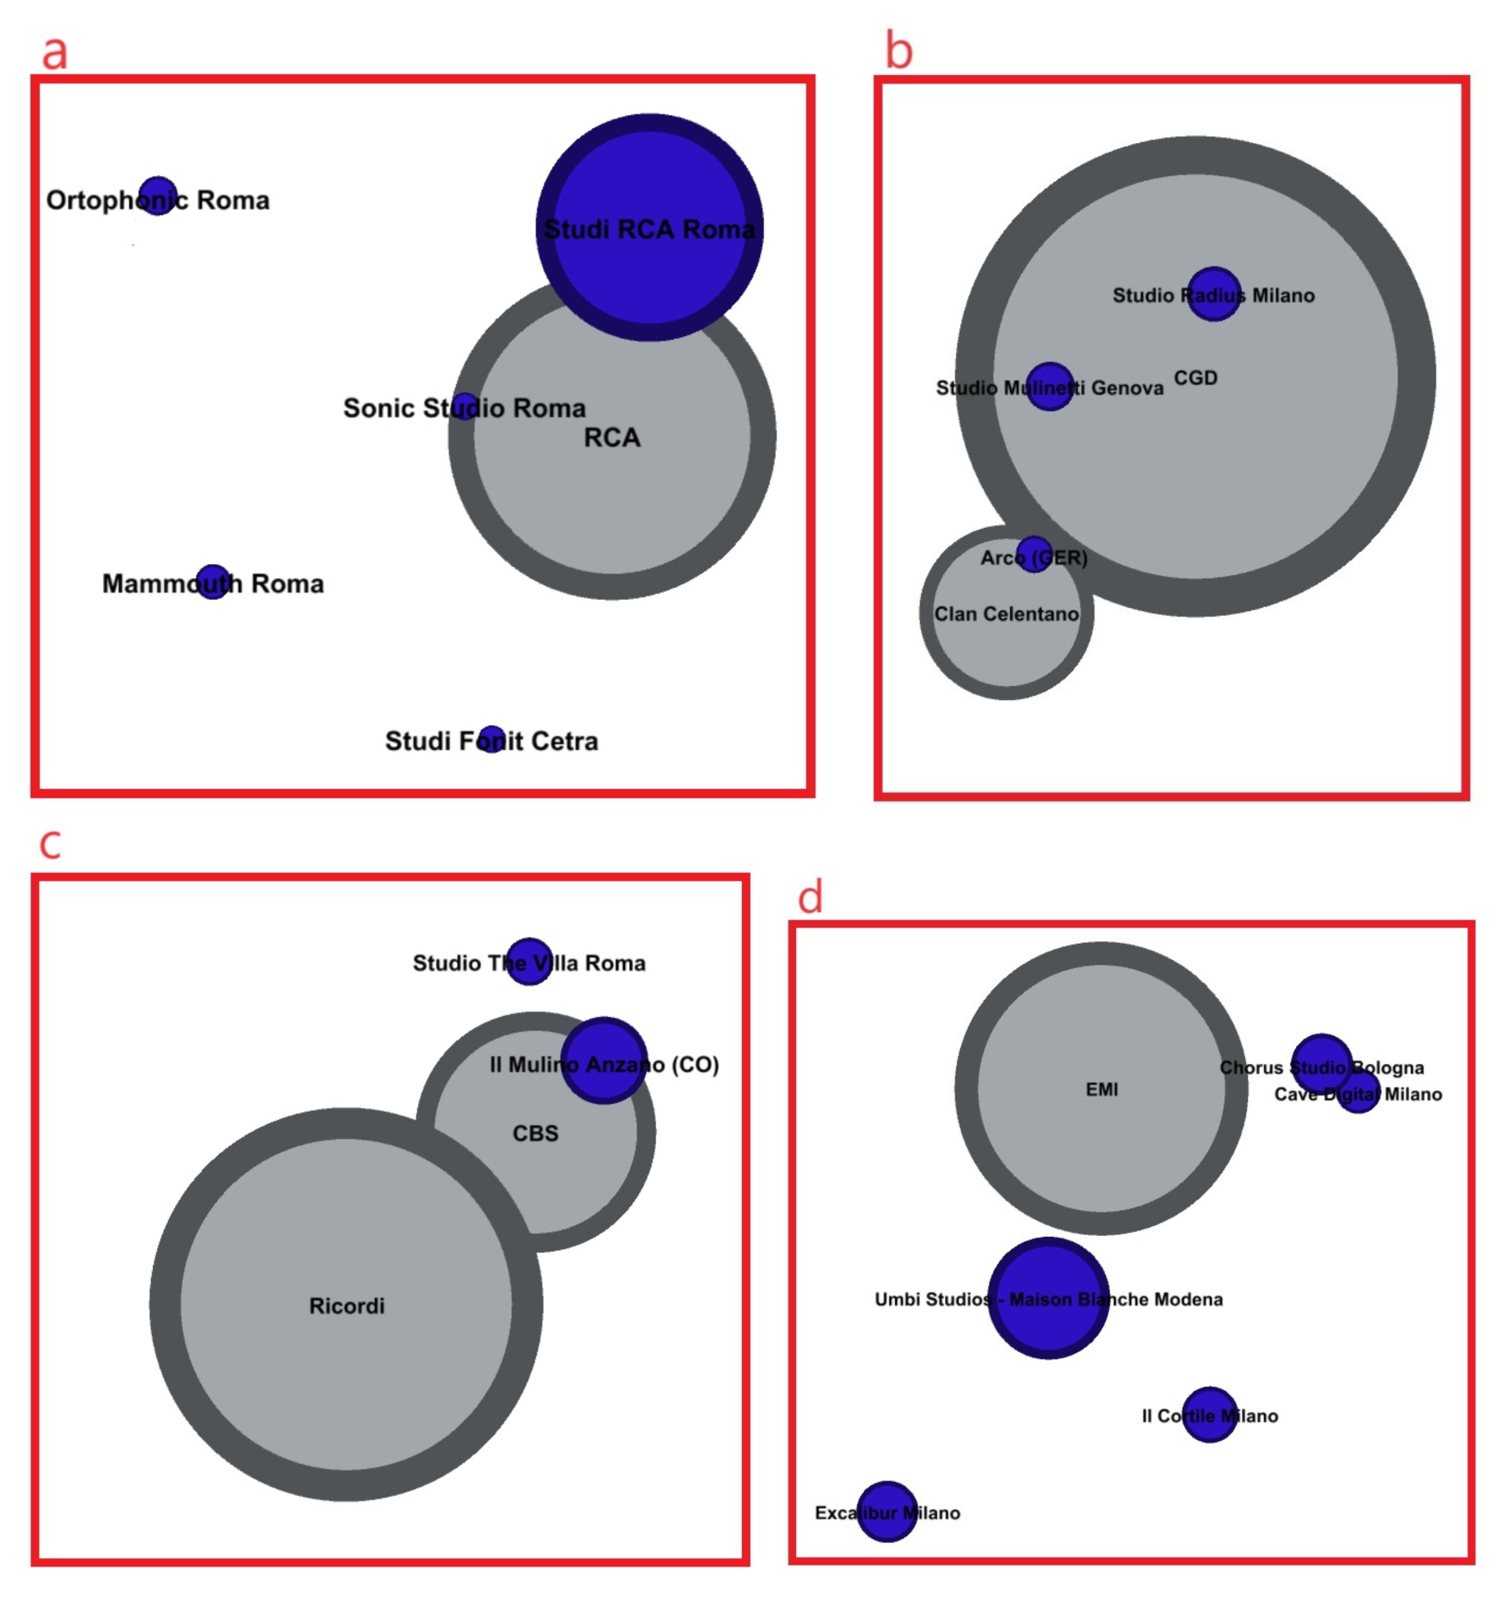 a
Ortophonic Roma
Studi RCA Roma
Sonic Studio Roma
RCA
Mammouth Roma
Studi Fonit Cetra
b
Studio Radius Milano
CGD
Studio Mulinetti Genova
Arco (GER)
Clan Celentano
c
Studio The Villa Roma
Il Mulino Anzano (CO)
CBS
Ricordi
d
EMI
Chorus Studio Bologna
Cave Digital Milano
Umbi Studios - Maison Blanche Modena
Il Cortile Milano
Excalibur Milano